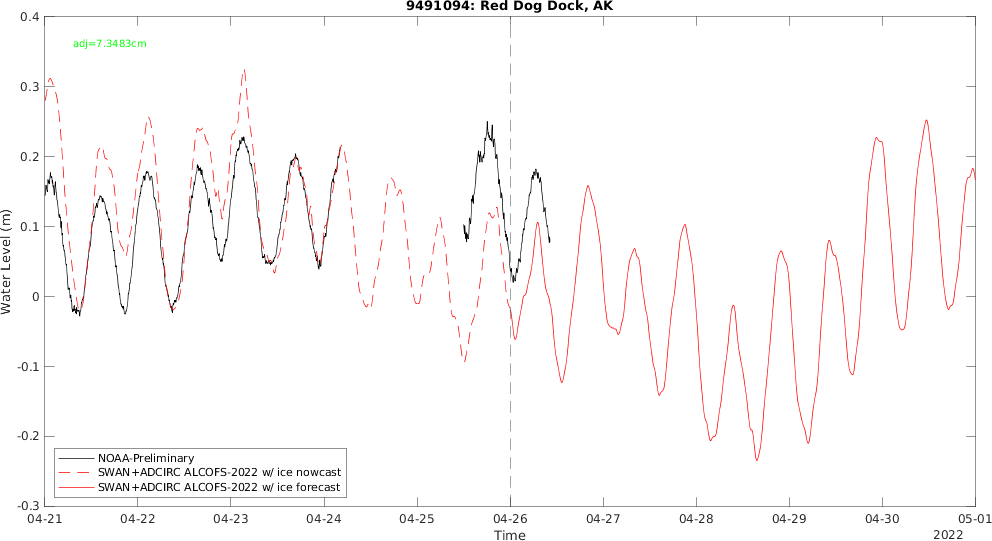 9491094: Red Dog Dock, AK
adj=7.3483cm
0.4
0.3
0.2
0.1
0
-0.1
-0.2
-0.3
Water Level (m)
NOAA-Preliminary
SWAN+ADCIRC ALCOFS-2022 w/ ice nowcast
SWAN+ADCIRC ALCOFS-2022 w/ ice forecast
04-21 04-22 04-23 04-24 04-25 04-26 04-27 04-28 04-29 04-30 05-01
Time
2022